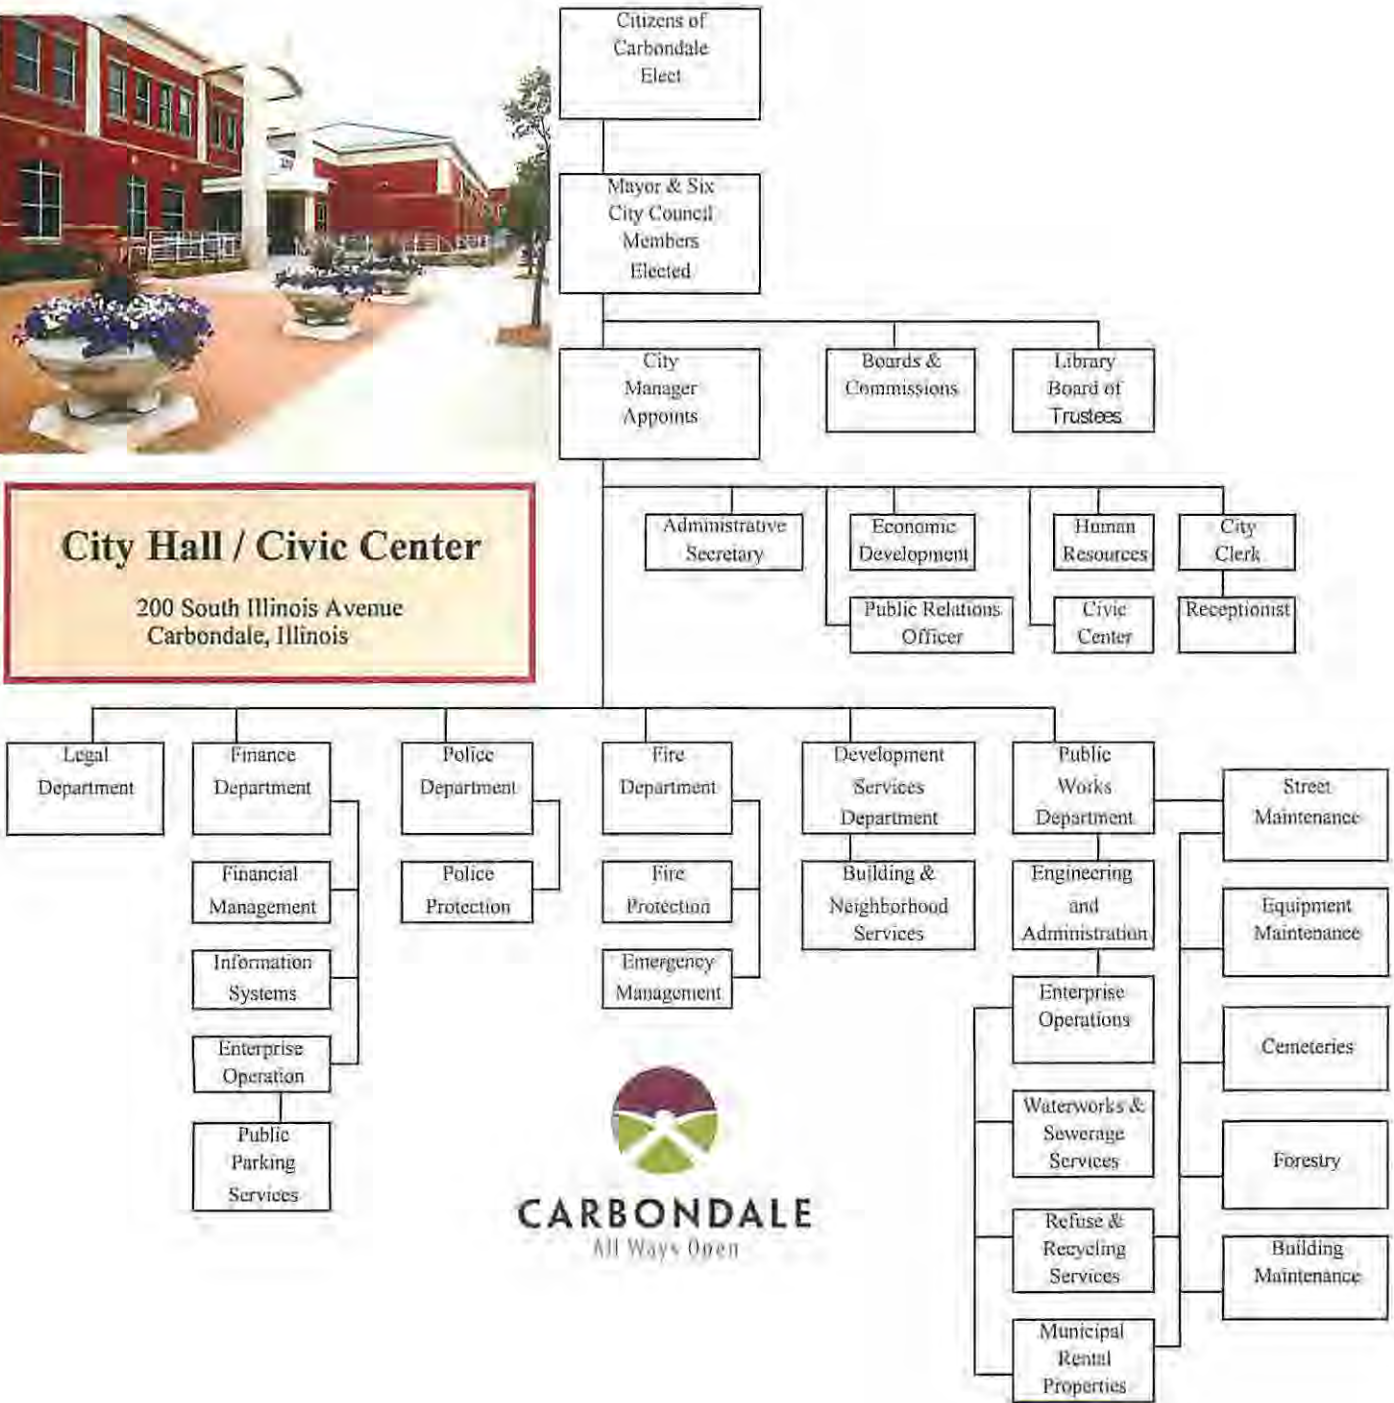 Citizens of
Carbondale
Elect
Mayor & Six
City Council
Members
Elected
City
Manager
Appoints
Boards &
Commissions
Library
Board of
Trustees
City Hall / Civic Center
200 South Illinois Avenue
Carbondale, Illinois
Administrative
Secretary
Economic
Development
Human
Resources
City
Clerk
Public Relations
Officer
Civic
Center
Receptionist
Legal
Department
Finance
Department
Police
Department
Fire
Department
Development
Services
Department
Public
Works
Department
Street
Maintenance
Financial
Management
Police
Protection
Fire
Protection
Building &
Neighborhood
Services
Engineering
and
Administration
Equipment
Maintenance
Information
Systems
Emergency
Management
Enterprise
Operations
Cemeteries
Enterprise
Operation
Public
Parking
Services
Waterworks &
Sewerage
Services
Forestry
CARBONDALE
All Ways Open
Refuse &
Recycling
Services
Building
Maintenance
Municipal
Rental
Properties